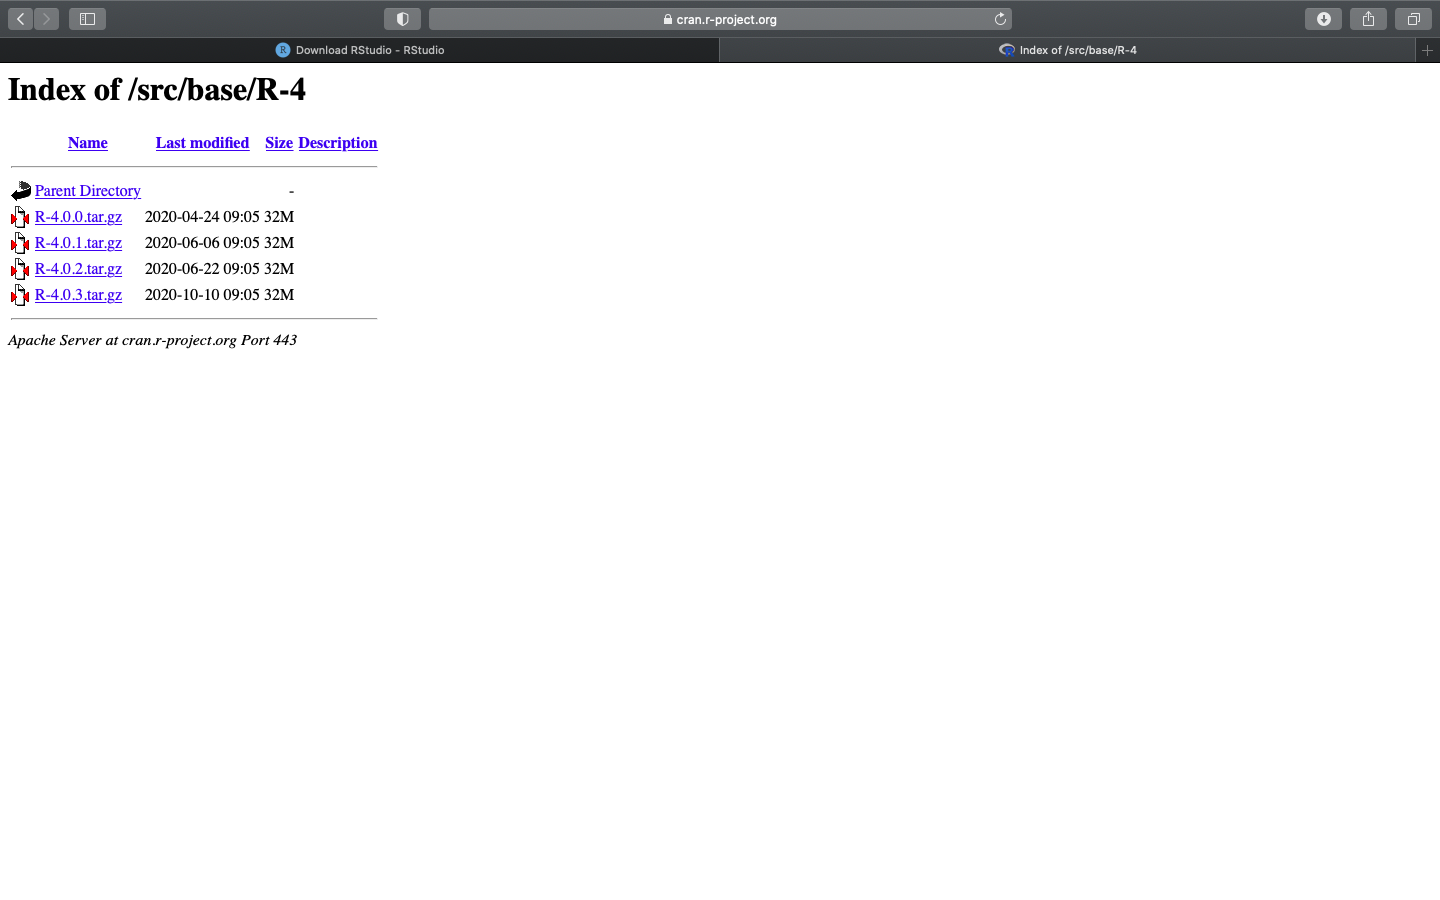 cran.r-project.org
R Download RStudio - RStudio
Index of /src/base/R-4
Index of /src/base/R-4
Name Last modified Size Description
Parent Directory -
R-4.0.0.tar.gz 2020-04-24 09:05 32M
R-4.0.1.tar.gz 2020-06-06 09:05 32M
R-4.0.2.tar.gz 2020-06-22 09:05 32M
R-4.0.3.tar.gz 2020-10-10 09:05 32M
Apache Server at cran.r-project.org Port 443